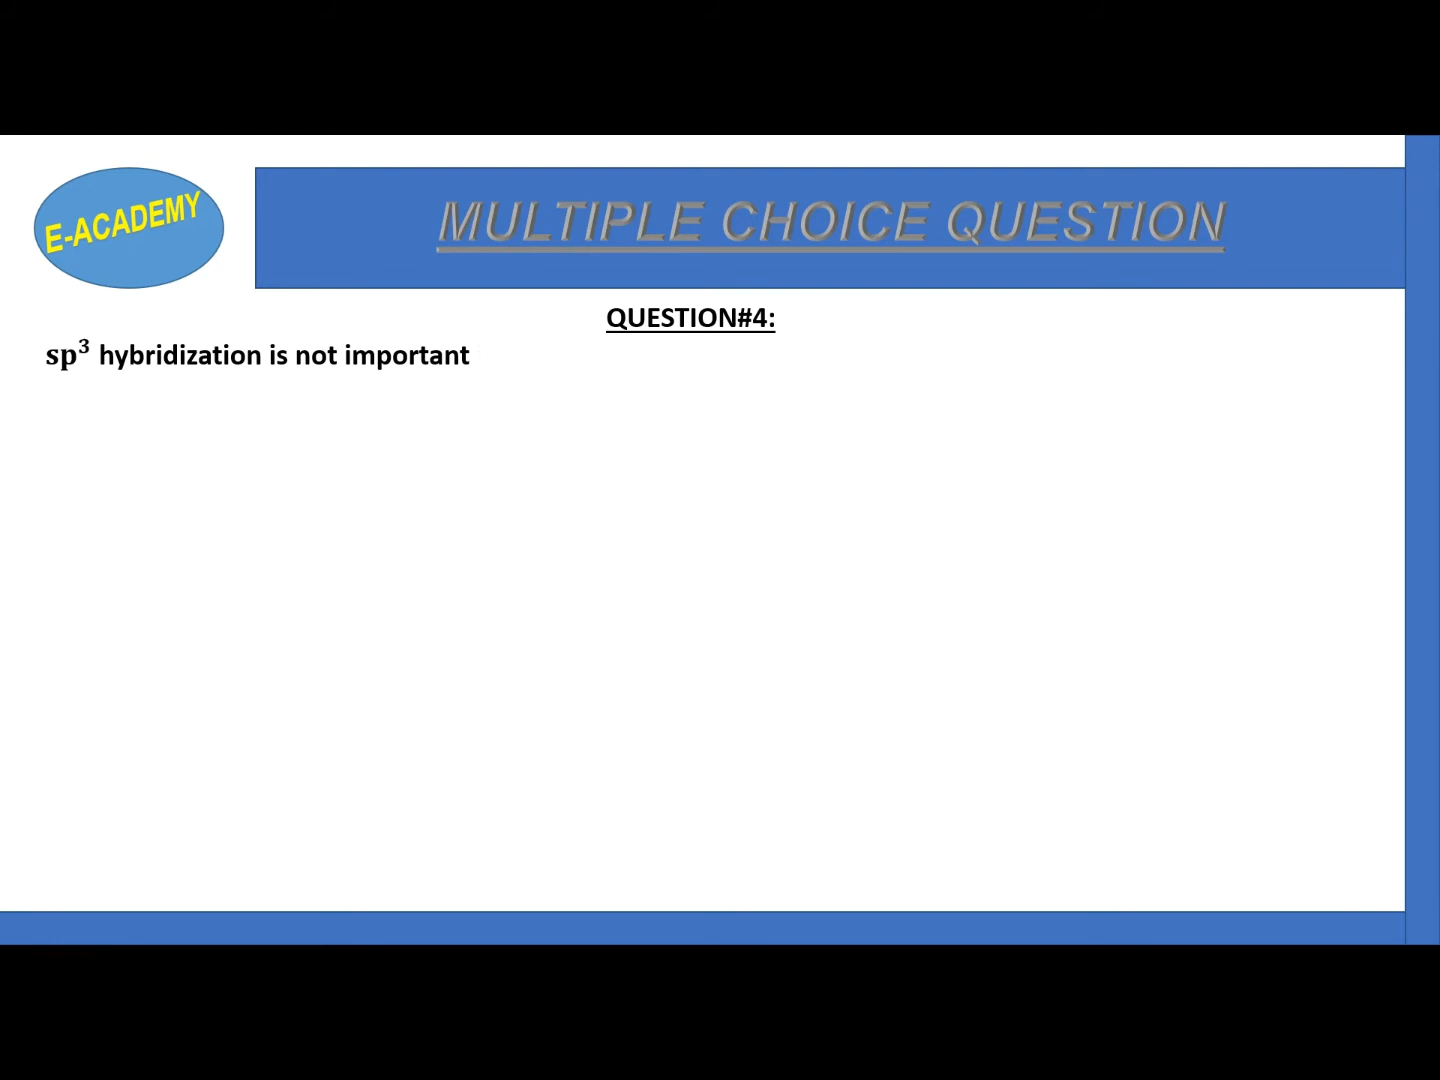 E-ACADEMY
MULTIPLE CHOICE QUESTION
QUESTION#4:
sp³ hybridization is not important